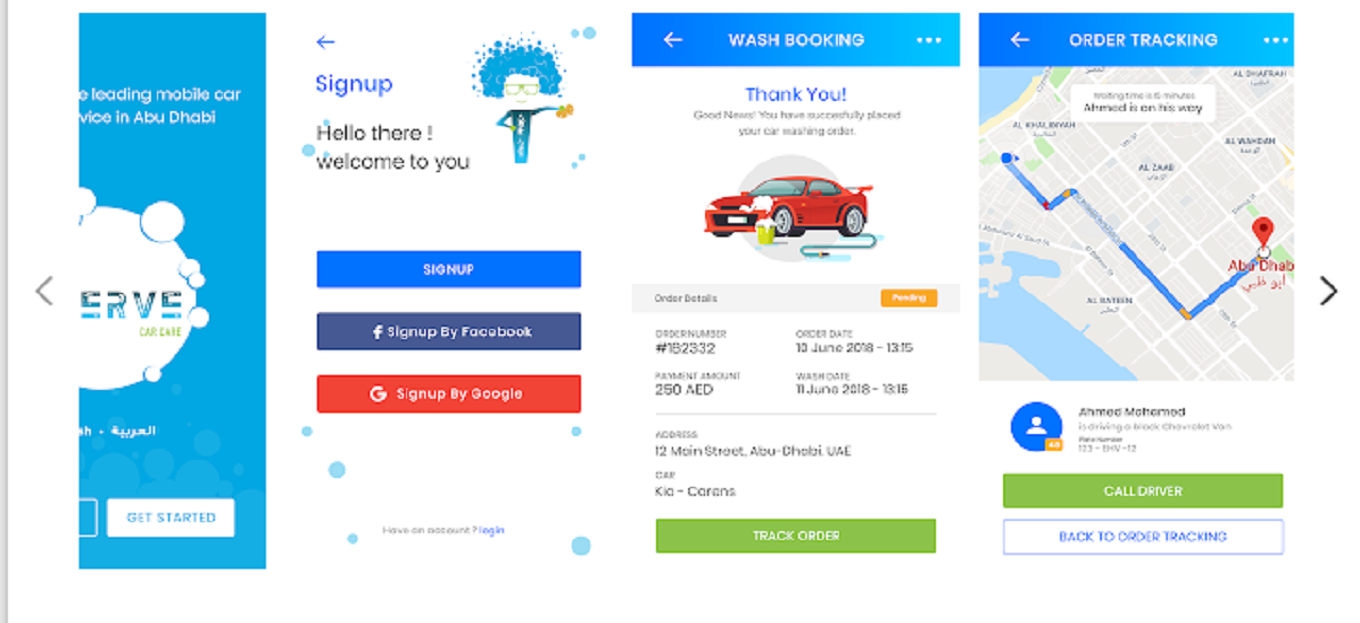 e leading mobile car
vice in Abu Dhabi
ERVE
CAR CARE
sh • العربية
GET STARTED
Signup
Hello there !
welcome to you
SIGNUP
f Signup By Facebook
G Signup By Google
Have an account ? login
WASH BOOKING
Thank You!
Good News! You have succesfully placed
your car washing order.
Order Details
Pending
ORDER NUMBER
#162332
ORDER DATE
10 June 2018 - 13:15
PAYMENT AMOUNT
250 AED
WASH DATE
11 June 2018 - 13:15
ADDRESS
12 Main Street, Abu-Dhabi, UAE
CAR
Kia - Carens
TRACK ORDER
ORDER TRACKING
Waiting time is 15 minutes
Ahmed is on his way
AL DHAFRAH
AL KHALIDIYAH
AL WAHDAH
AL ZAAB
Abu Dhab
أبو ظبي
AL BATEEN
Ahmed Mohamed
is driving a black Chevrolet Van
Plate Number
CALL DRIVER
BACK TO ORDER TRACKING